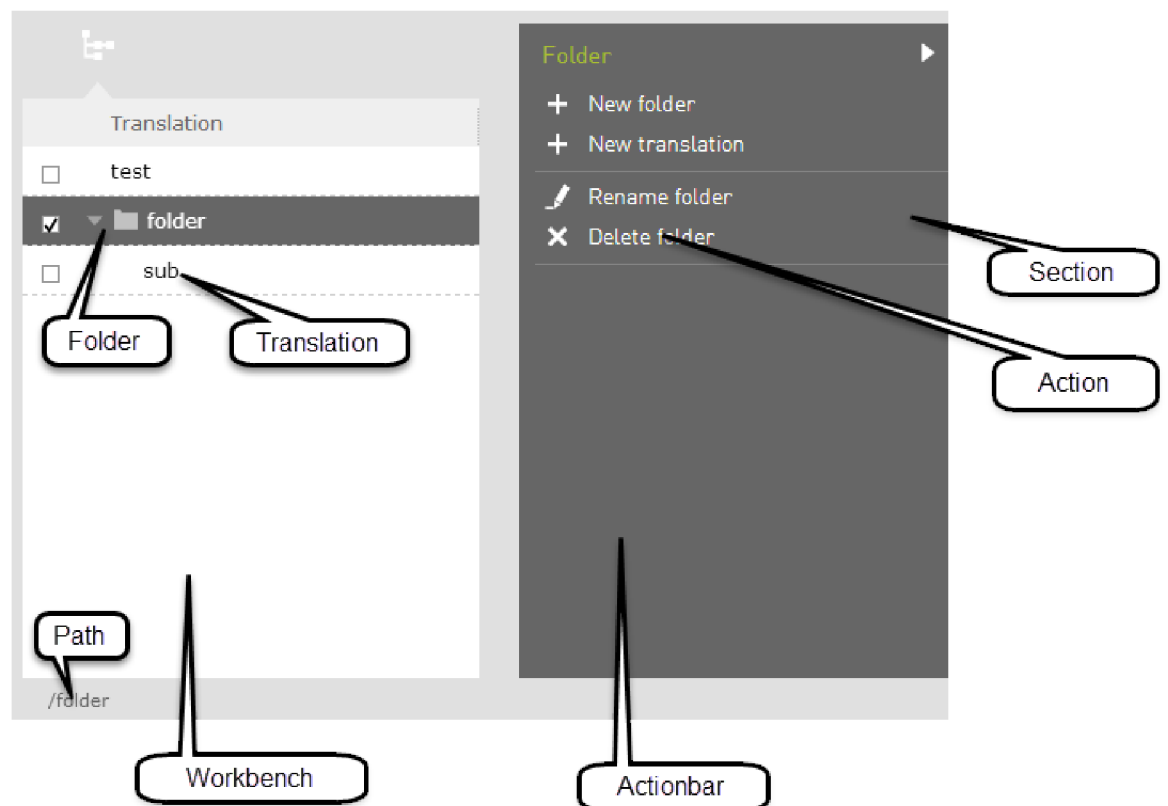 Folder
New folder
Translation
New translation
test
Rename folder
folder
Delete folder
sub
Section
Folder
Translation
Action
Path
/folder
Workbench
Actionbar